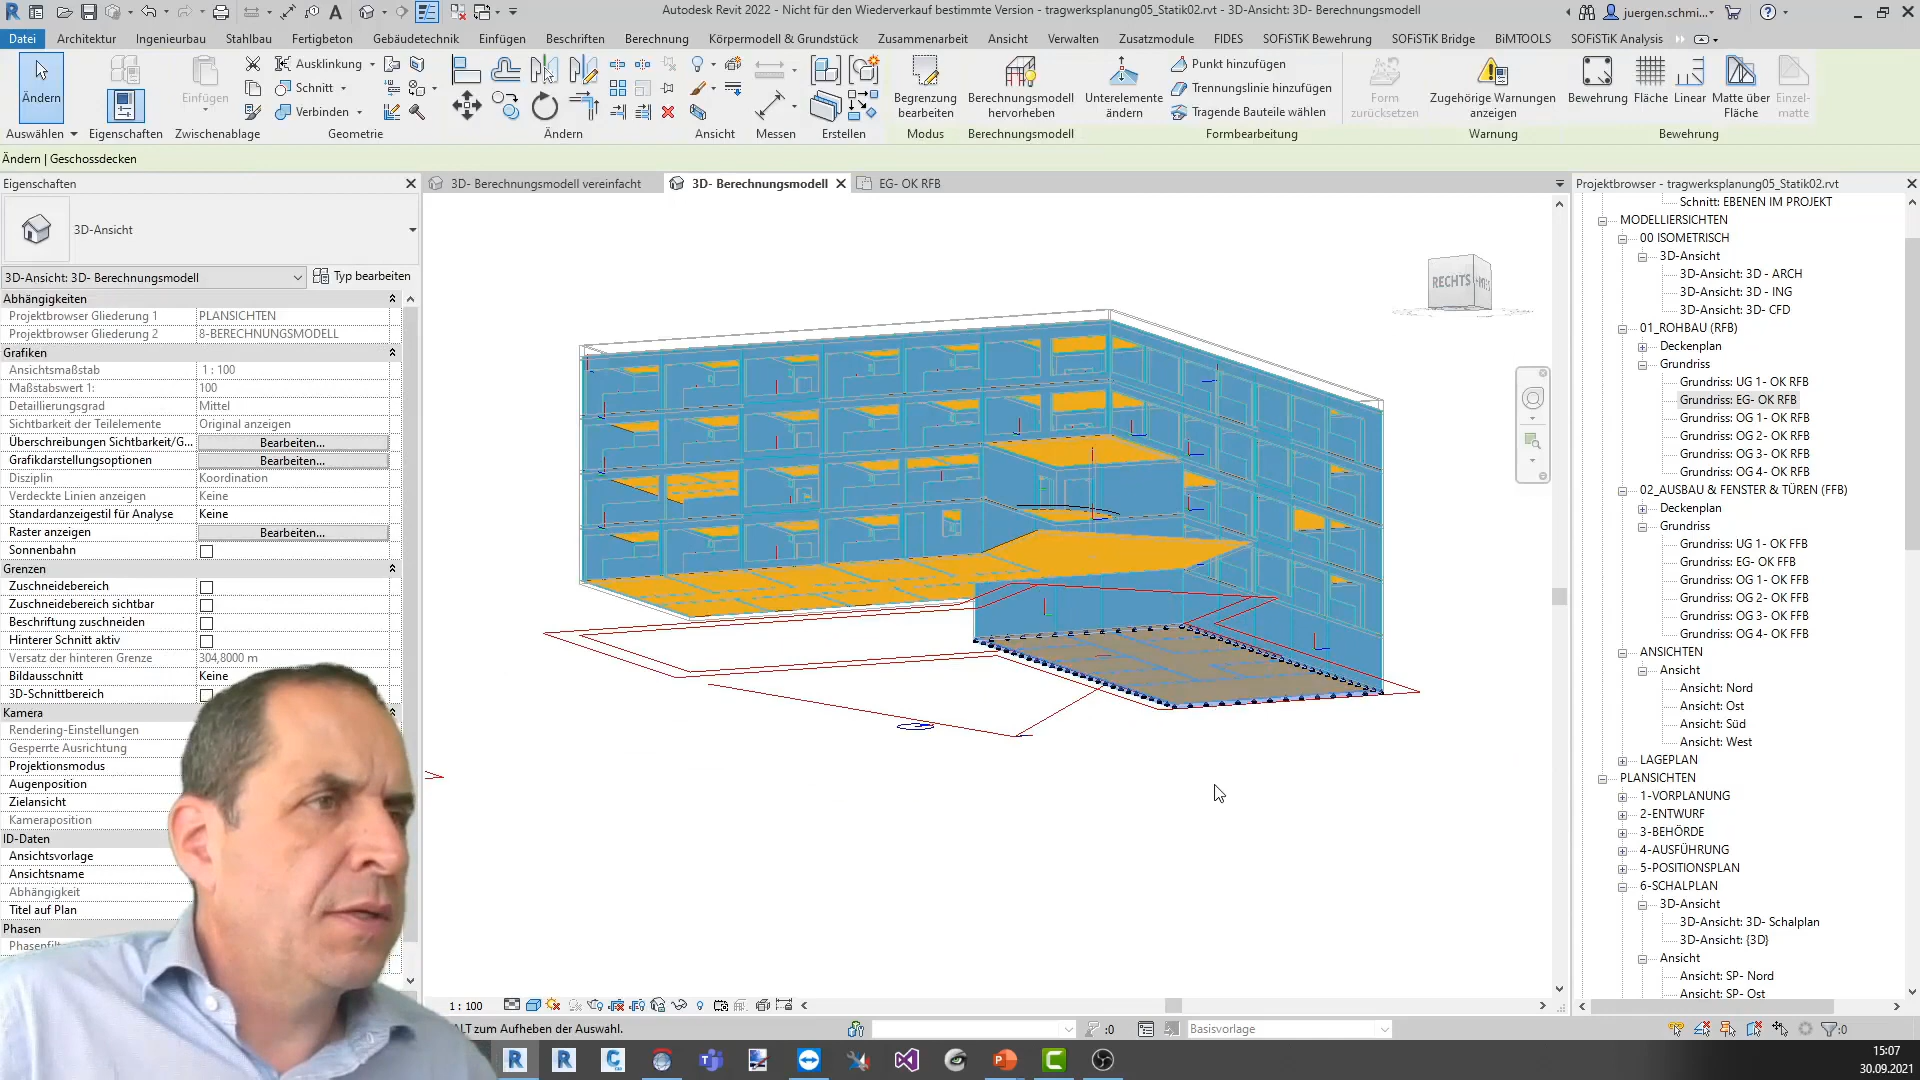 Autodesk Revit 2022 - Nicht für den Wiederverkauf bestimmte Version - tragwerksplanung05_Statik02.rvt - 3D-Ansicht: 3D- Berechnungsmodell
juergen.schmi...
Datei Architektur Ingenieurbau Stahlbau Fertigbeton Gebäudetechnik Einfügen Beschriften Berechnung Körpermodell & Grundstück Zusammenarbeit Ansicht Verwalten Zusatzmodule FIDES SOFiSTiK Bewehrung SOFiSTiK Bridge BiMTOOLS SOFiSTiK Analysis
Ändern
Einfügen
Ausklinkung
Schnitt
Verbinden
Begrenzung bearbeiten
Berechnungsmodell hervorheben
Unterelemente ändern
Punkt hinzufügen
Trennungslinie hinzufügen
Tragende Bauteile wählen
Form zurücksetzen
Zugehörige Warnungen anzeigen
Bewehrung
Fläche
Linear
Matte über Fläche
Einzel-matte
Auswählen Eigenschaften Zwischenablage Geometrie Ändern Ansicht Messen Erstellen Modus Berechnungsmodell Formbearbeitung Warnung Bewehrung
Ändern | Geschossdecken
Eigenschaften
3D-Ansicht
3D-Ansicht: 3D- Berechnungsmodell
Typ bearbeiten
Abhängigkeiten
Projektbrowser Gliederung 1 PLANSICHTEN
Projektbrowser Gliederung 2 8-BERECHNUNGSMODELL
Grafiken
Ansichtsmaßstab 1 : 100
Maßstabswert 1: 100
Detaillierungsgrad Mittel
Sichtbarkeit der Teilelemente Original anzeigen
Überschreibungen Sichtbarkeit/G... Bearbeiten...
Grafikdarstellungsoptionen Bearbeiten...
Disziplin Koordination
Verdeckte Linien anzeigen Keine
Standardanzeigestil für Analyse Keine
Raster anzeigen Bearbeiten...
Sonnenbahn
Grenzen
Zuschneidebereich
Zuschneidebereich sichtbar
Beschriftung zuschneiden
Hinterer Schnitt aktiv
Versatz der hinteren Grenze 304,8000 m
Bildausschnitt Keine
3D-Schnittbereich
Kamera
Rendering-Einstellungen
Gesperrte Ausrichtung
Projektionsmodus
Augenposition
Zielansicht
Kameraposition
ID-Daten
Ansichtsvorlage
Ansichtsname
Abhängigkeit
Titel auf Plan
Phasen
Phasenfilt
3D- Berechnungsmodell vereinfacht
3D- Berechnungsmodell
EG- OK RFB
RECHTS
Projektbrowser - tragwerksplanung05_Statik02.rvt
Schnitt: EBENEN IM PROJEKT
MODELLIERSICHTEN
00 ISOMETRISCH
3D-Ansicht
3D-Ansicht: 3D - ARCH
3D-Ansicht: 3D - ING
3D-Ansicht: 3D- CFD
01_ROHBAU (RFB)
Deckenplan
Grundriss
Grundriss: UG 1- OK RFB
Grundriss: EG- OK RFB
Grundriss: OG 1- OK RFB
Grundriss: OG 2- OK RFB
Grundriss: OG 3- OK RFB
Grundriss: OG 4- OK RFB
02_AUSBAU & FENSTER & TÜREN (FFB)
Deckenplan
Grundriss
Grundriss: UG 1- OK FFB
Grundriss: EG- OK FFB
Grundriss: OG 1- OK FFB
Grundriss: OG 2- OK FFB
Grundriss: OG 3- OK FFB
Grundriss: OG 4- OK FFB
ANSICHTEN
Ansicht
Ansicht: Nord
Ansicht: Ost
Ansicht: Süd
Ansicht: West
LAGEPLAN
PLANSICHTEN
1-VORPLANUNG
2-ENTWURF
3-BEHÖRDE
4-AUSFÜHRUNG
5-POSITIONSPLAN
6-SCHALPLAN
3D-Ansicht
3D-Ansicht: 3D- Schalplan
3D-Ansicht: {3D}
Ansicht
Ansicht: SP- Nord
Ansicht: SP- Ost
1 : 100
ALT zum Aufheben der Auswahl.
:0
Basisvorlage
:0
15:07
30.09.2021